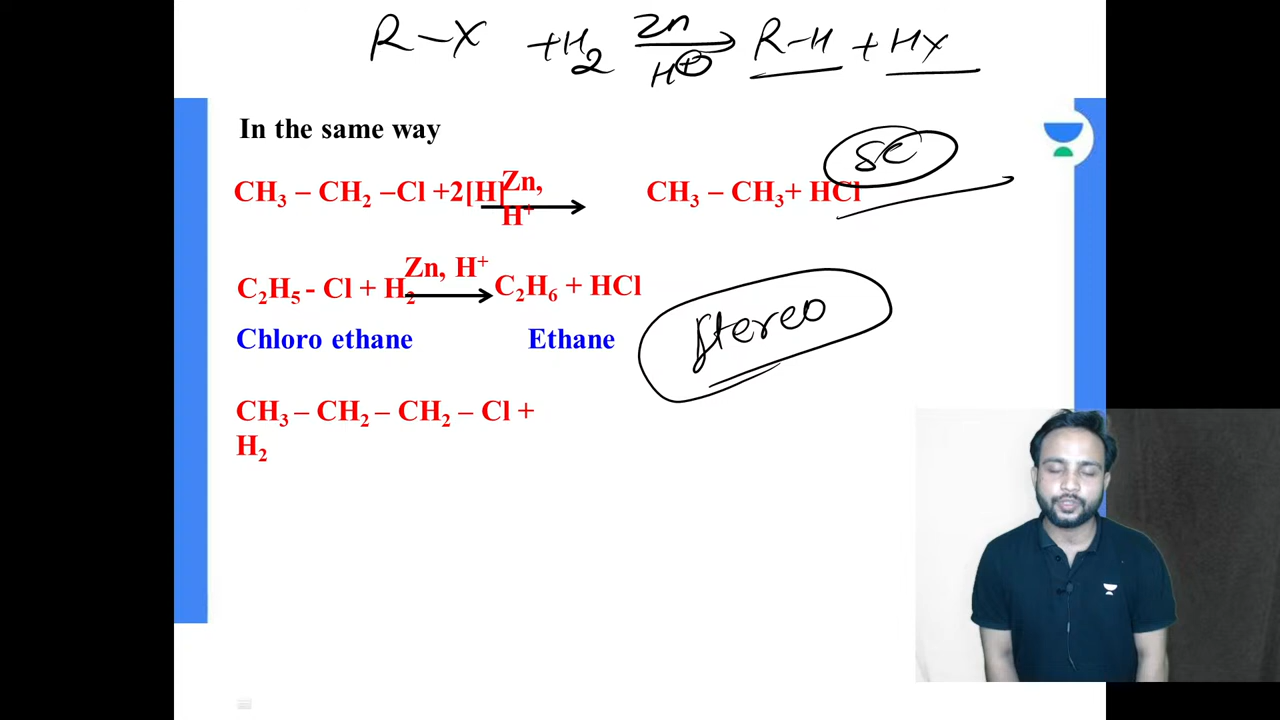 R – X + H₂ Zn H⊕ → R – H + HX
In the same way
8e
CH₃ – CH₂ –Cl +2[H] Zn, H⁺ → CH₃ – CH₃+ HCl
C₂H₅ - Cl + H₂ Zn, H⁺ → C₂H₆ + HCl
Stereo
Chloro ethane Ethane
CH₃ – CH₂ – CH₂ – Cl +
H₂